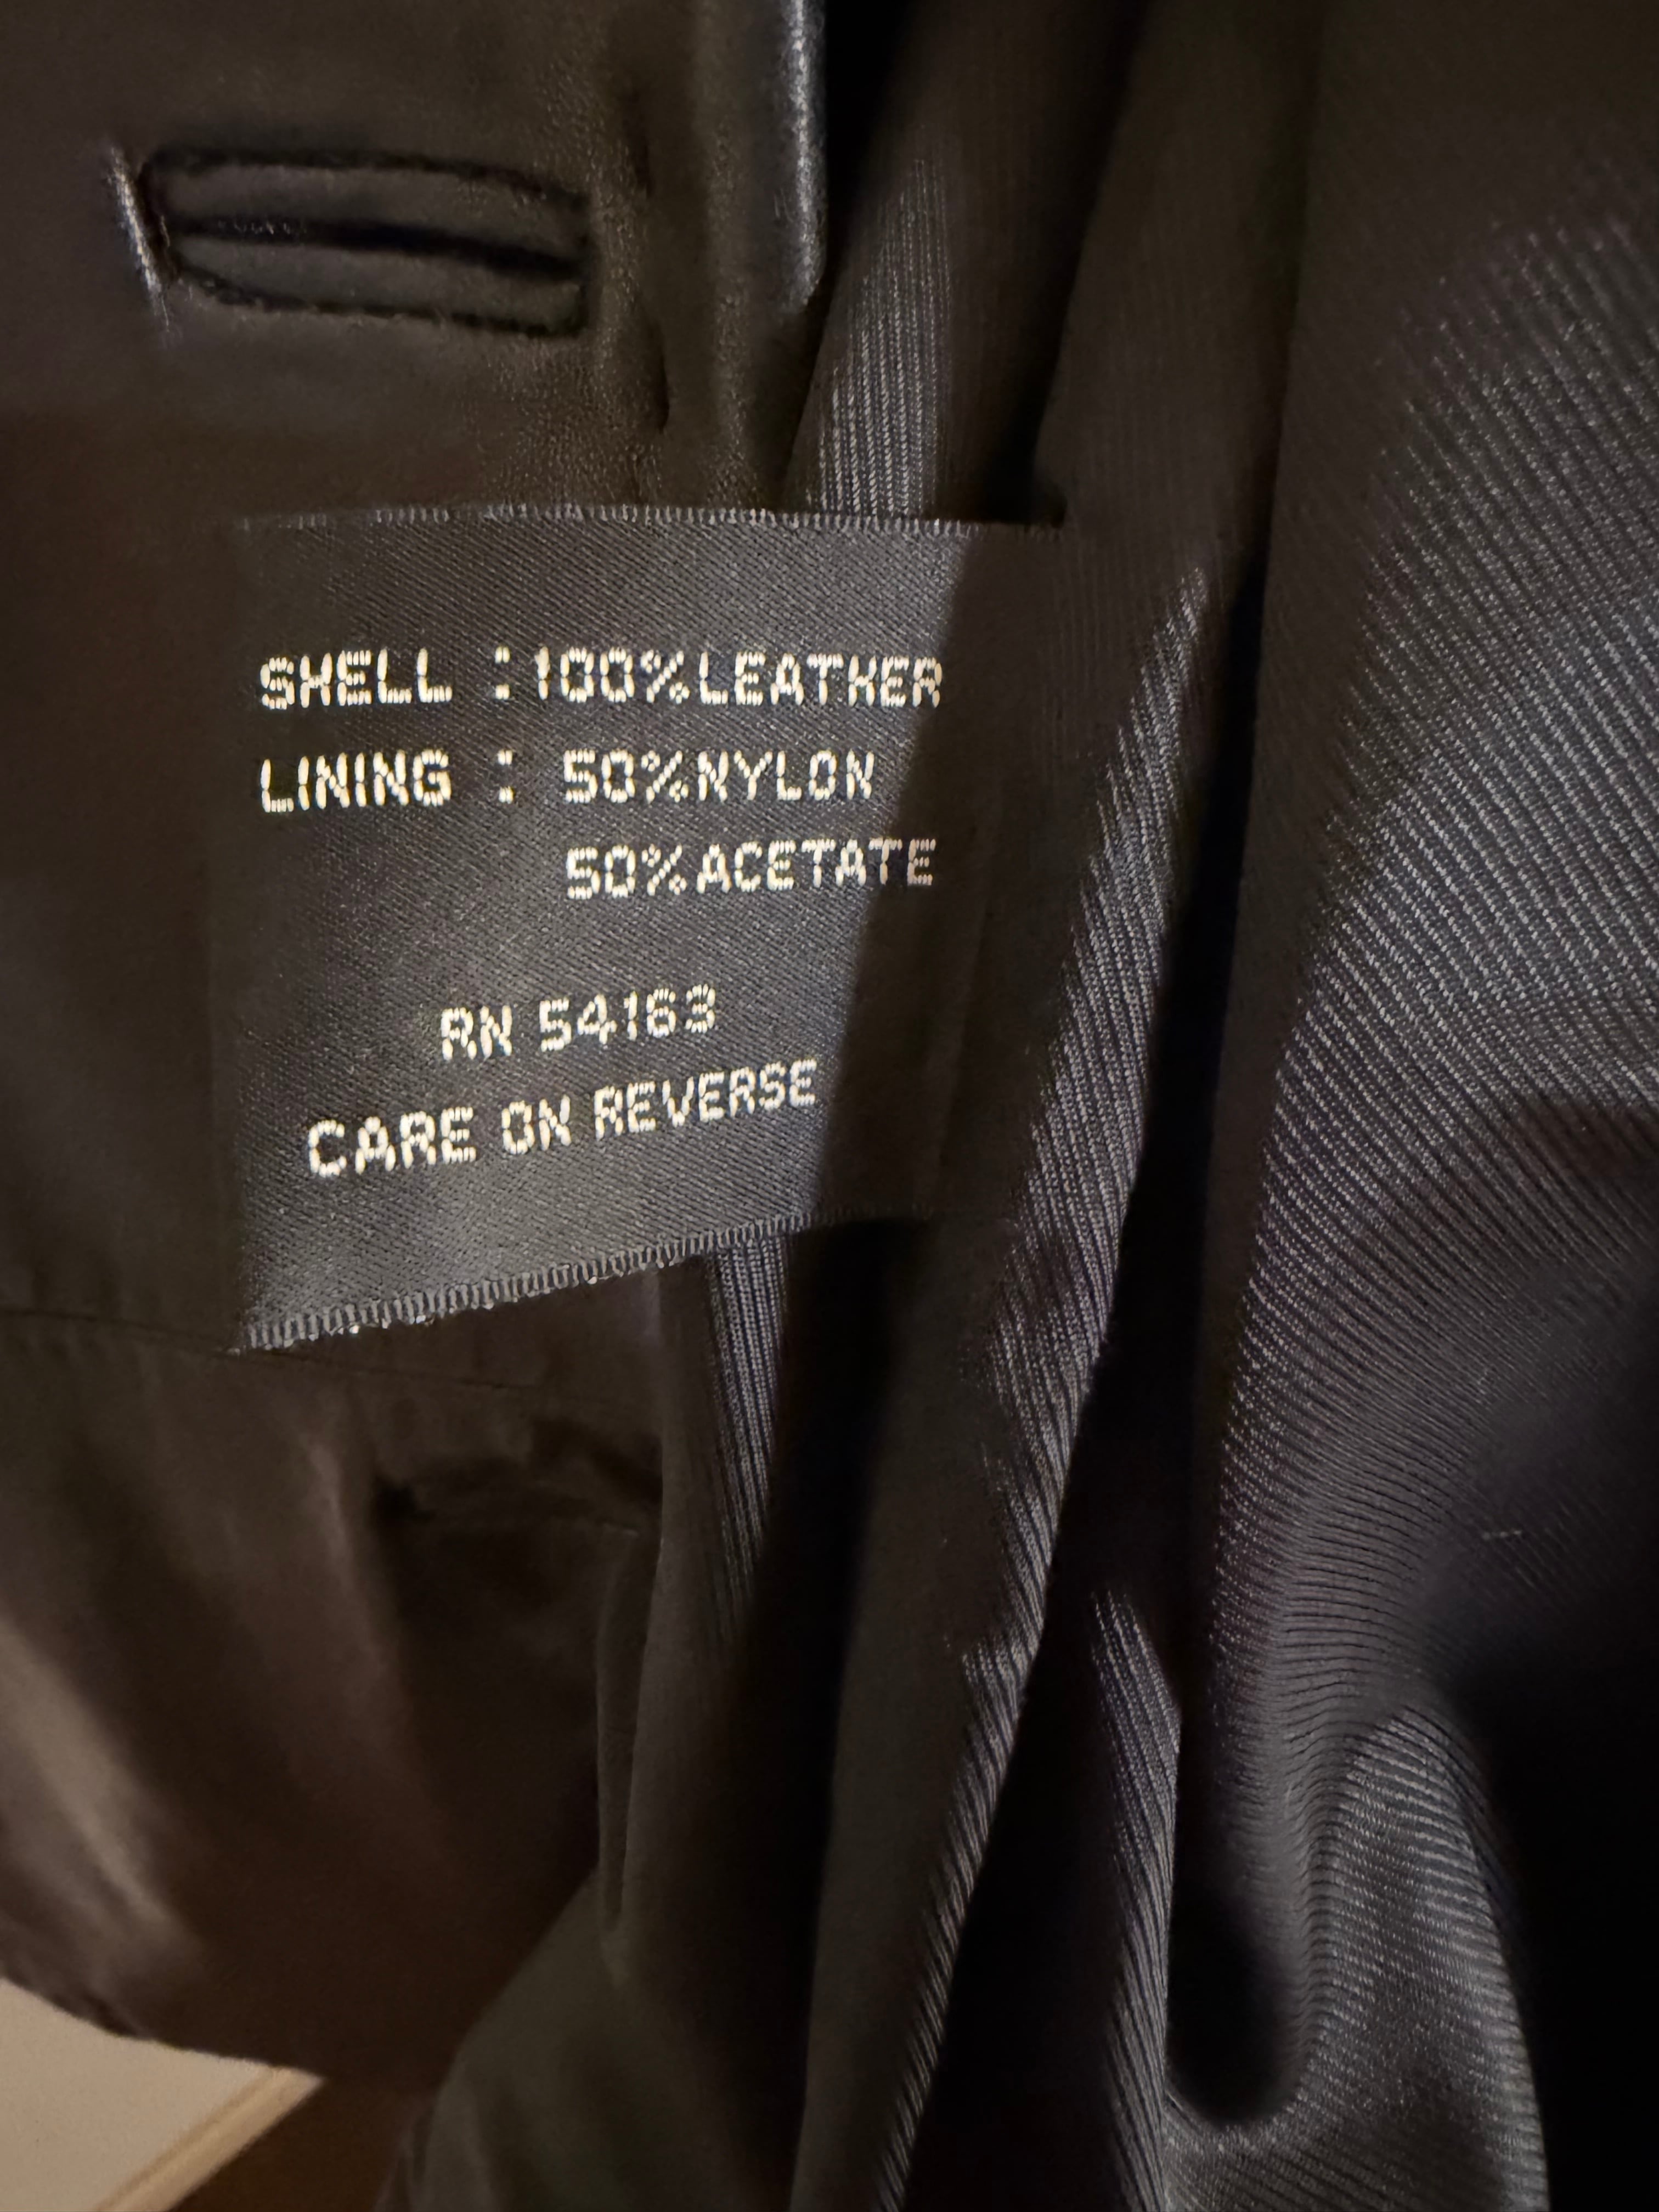 SHELL : 100% LEATHER
LINING : 50% NYLON
50% ACETATE
RN 54163
CARE ON REVERSE